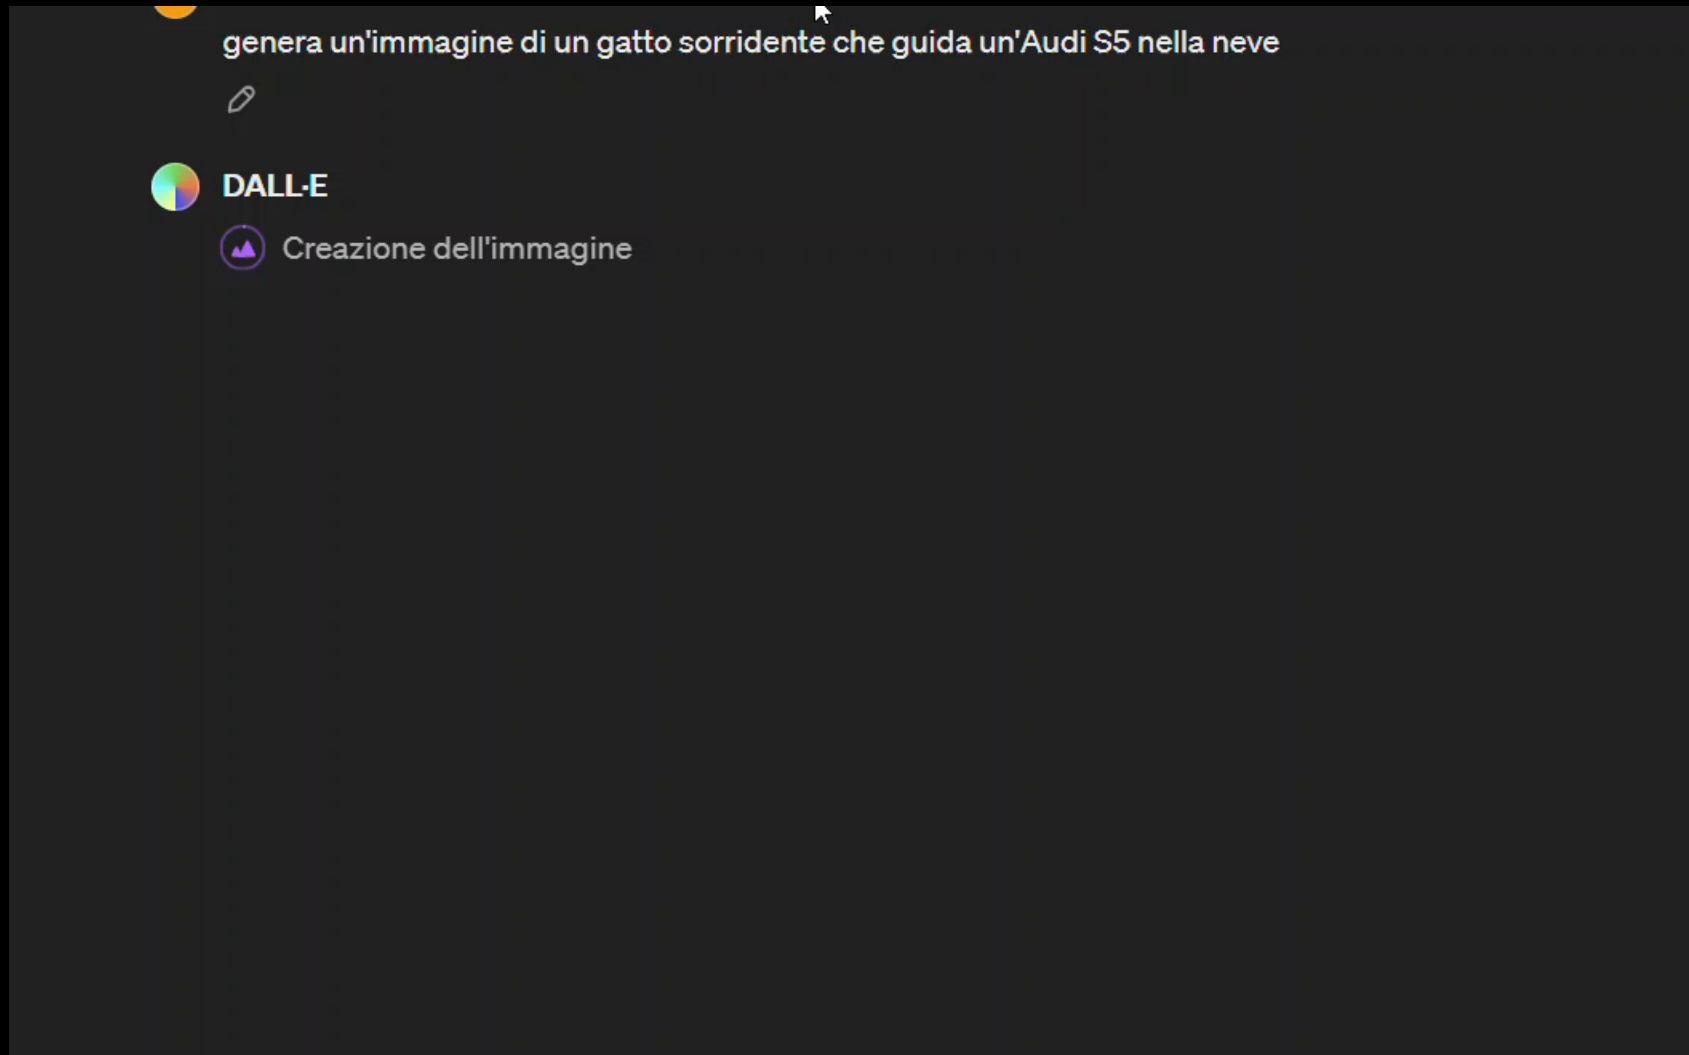 genera un'immagine di un gatto sorridente che guida un'Audi S5 nella neve
DALL·E
Creazione dell'immagine